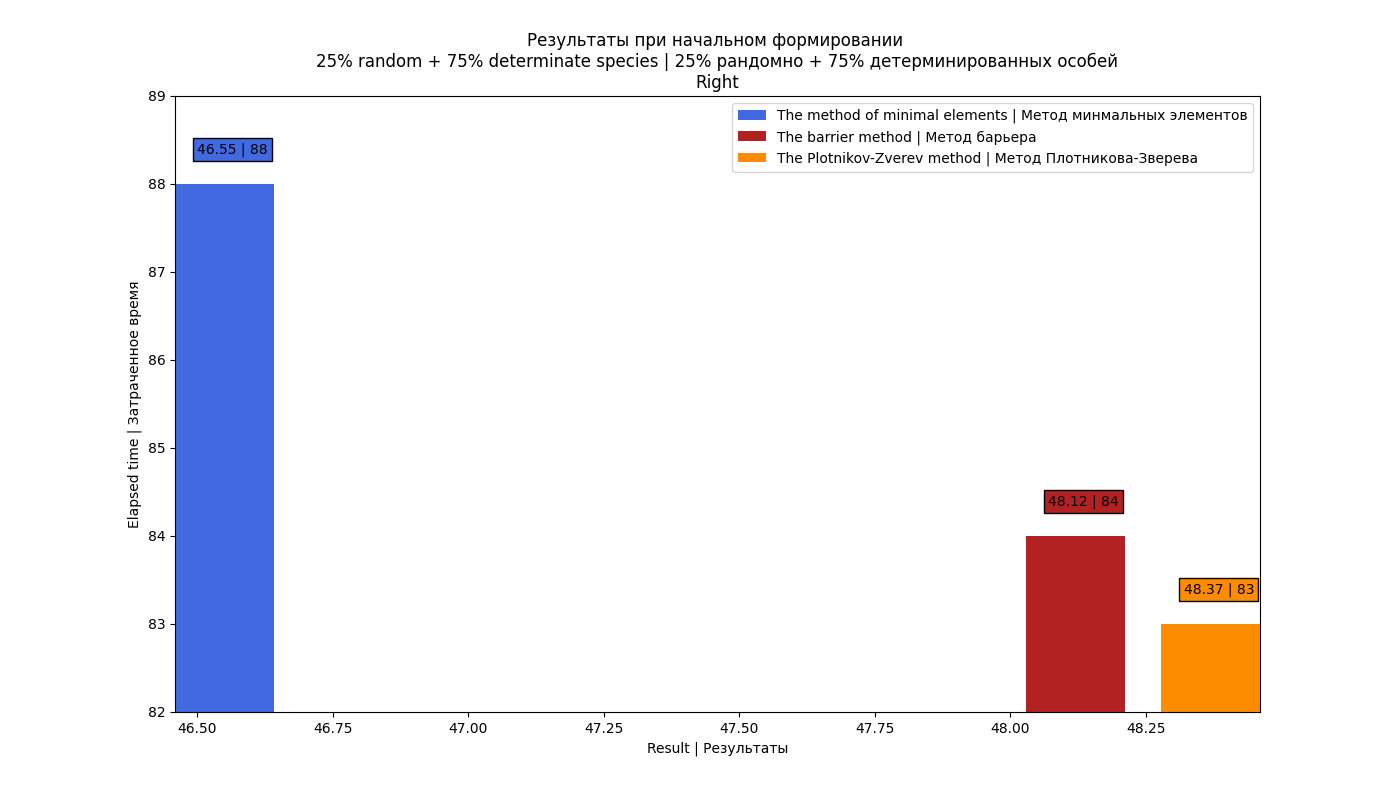 Результаты при начальном формировании
25% random + 75% determinate species | 25% рандомно + 75% детерминированных особей
Right
The method of minimal elements | Метод минмальных элементов
The barrier method | Метод барьера
The Plotnikov-Zverev method | Метод Плотникова-Зверева
46.55 | 88
48.12 | 84
48.37 | 83
Elapsed time | Затраченное время
89
88
87
86
85
84
83
82
46.50 46.75 47.00 47.25 47.50 47.75 48.00 48.25
Result | Результаты